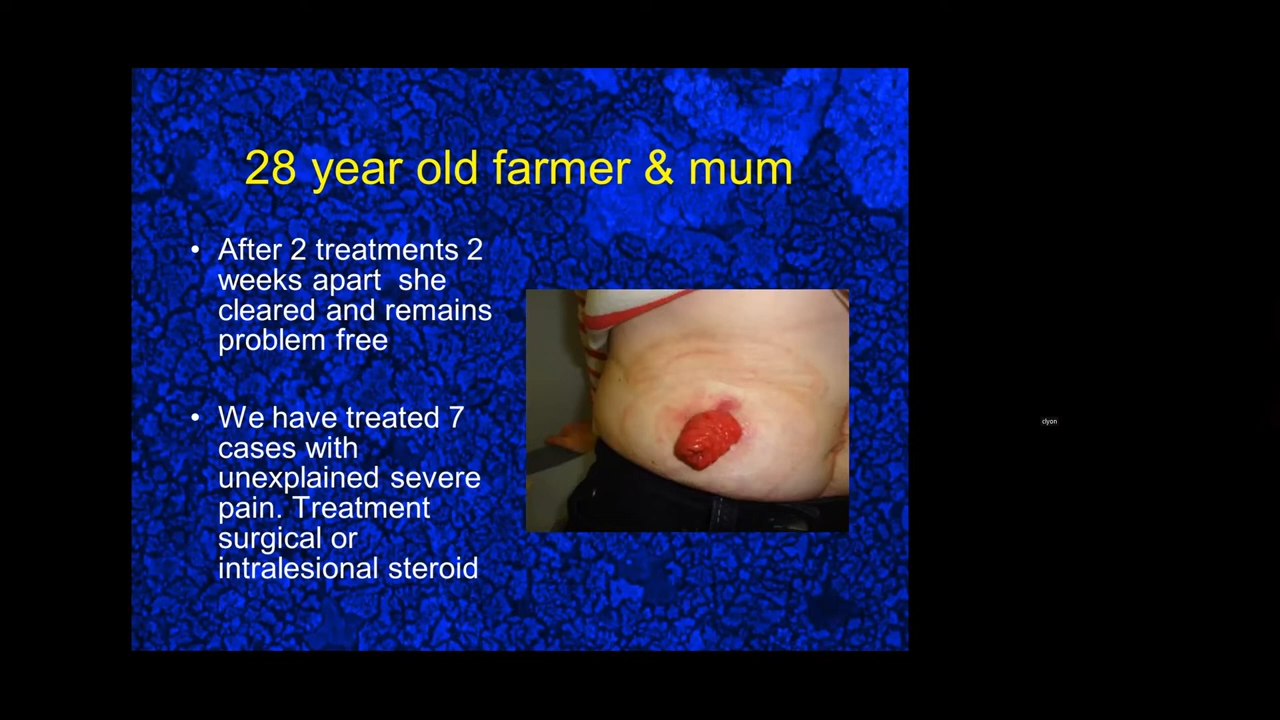 28 year old farmer & mum
• After 2 treatments 2
weeks apart she
cleared and remains
problem free
• We have treated 7
cases with
unexplained severe
pain. Treatment
surgical or
intralesional steroid
clyon